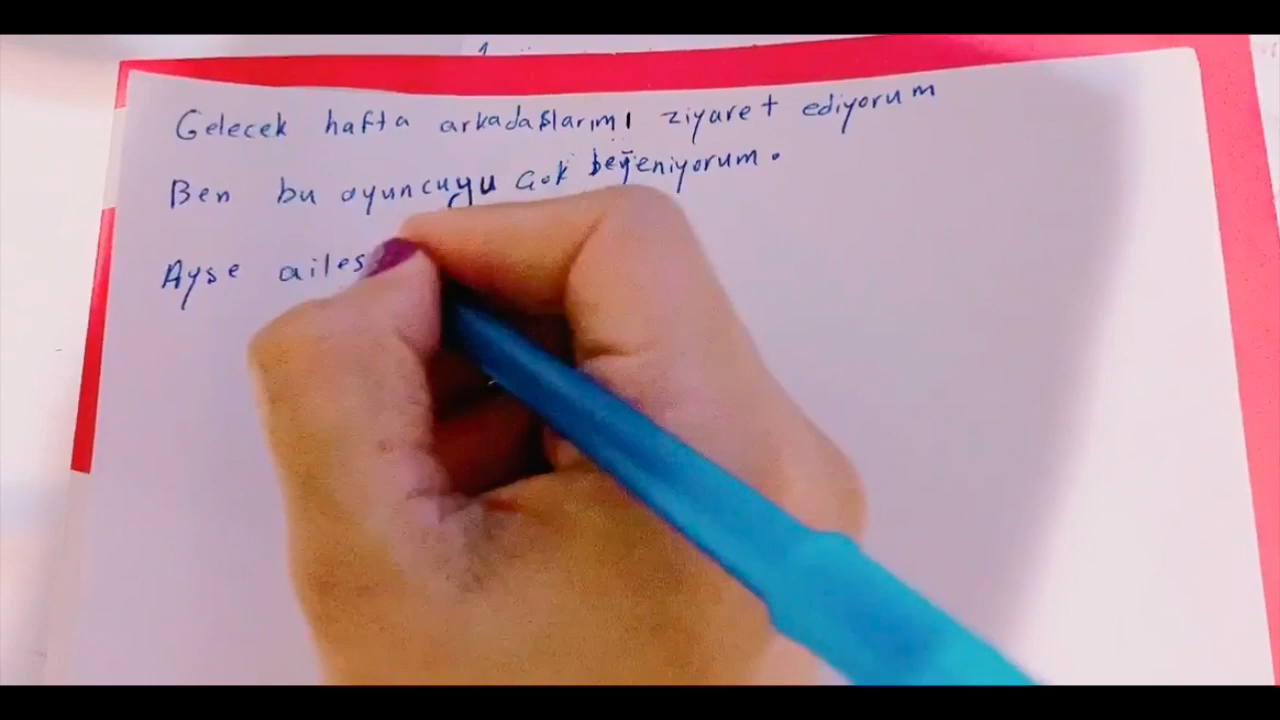 Gelecek hafta arkadaşlarımı ziyaret ediyorum
Ben bu oyuncuyu çok beğeniyorum.
Ayşe ailes